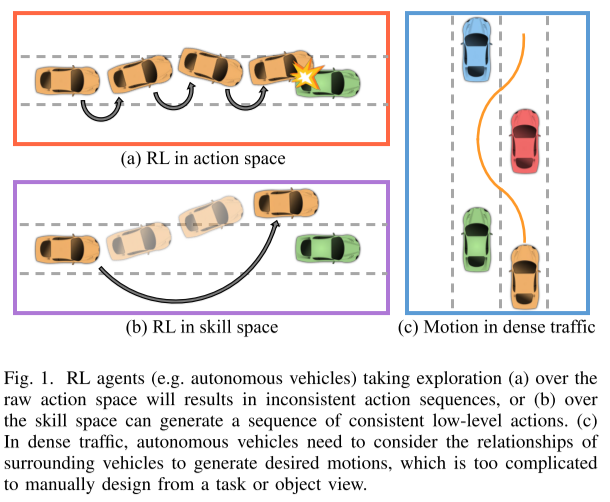 (a) RL in action space
(b) RL in skill space
(c) Motion in dense traffic
Fig. 1. RL agents (e.g. autonomous vehicles) taking exploration (a) over the
raw action space will results in inconsistent action sequences, or (b) over
the skill space can generate a sequence of consistent low-level actions. (c)
In dense traffic, autonomous vehicles need to consider the relationships of
surrounding vehicles to generate desired motions, which is too complicated
to manually design from a task or object view.